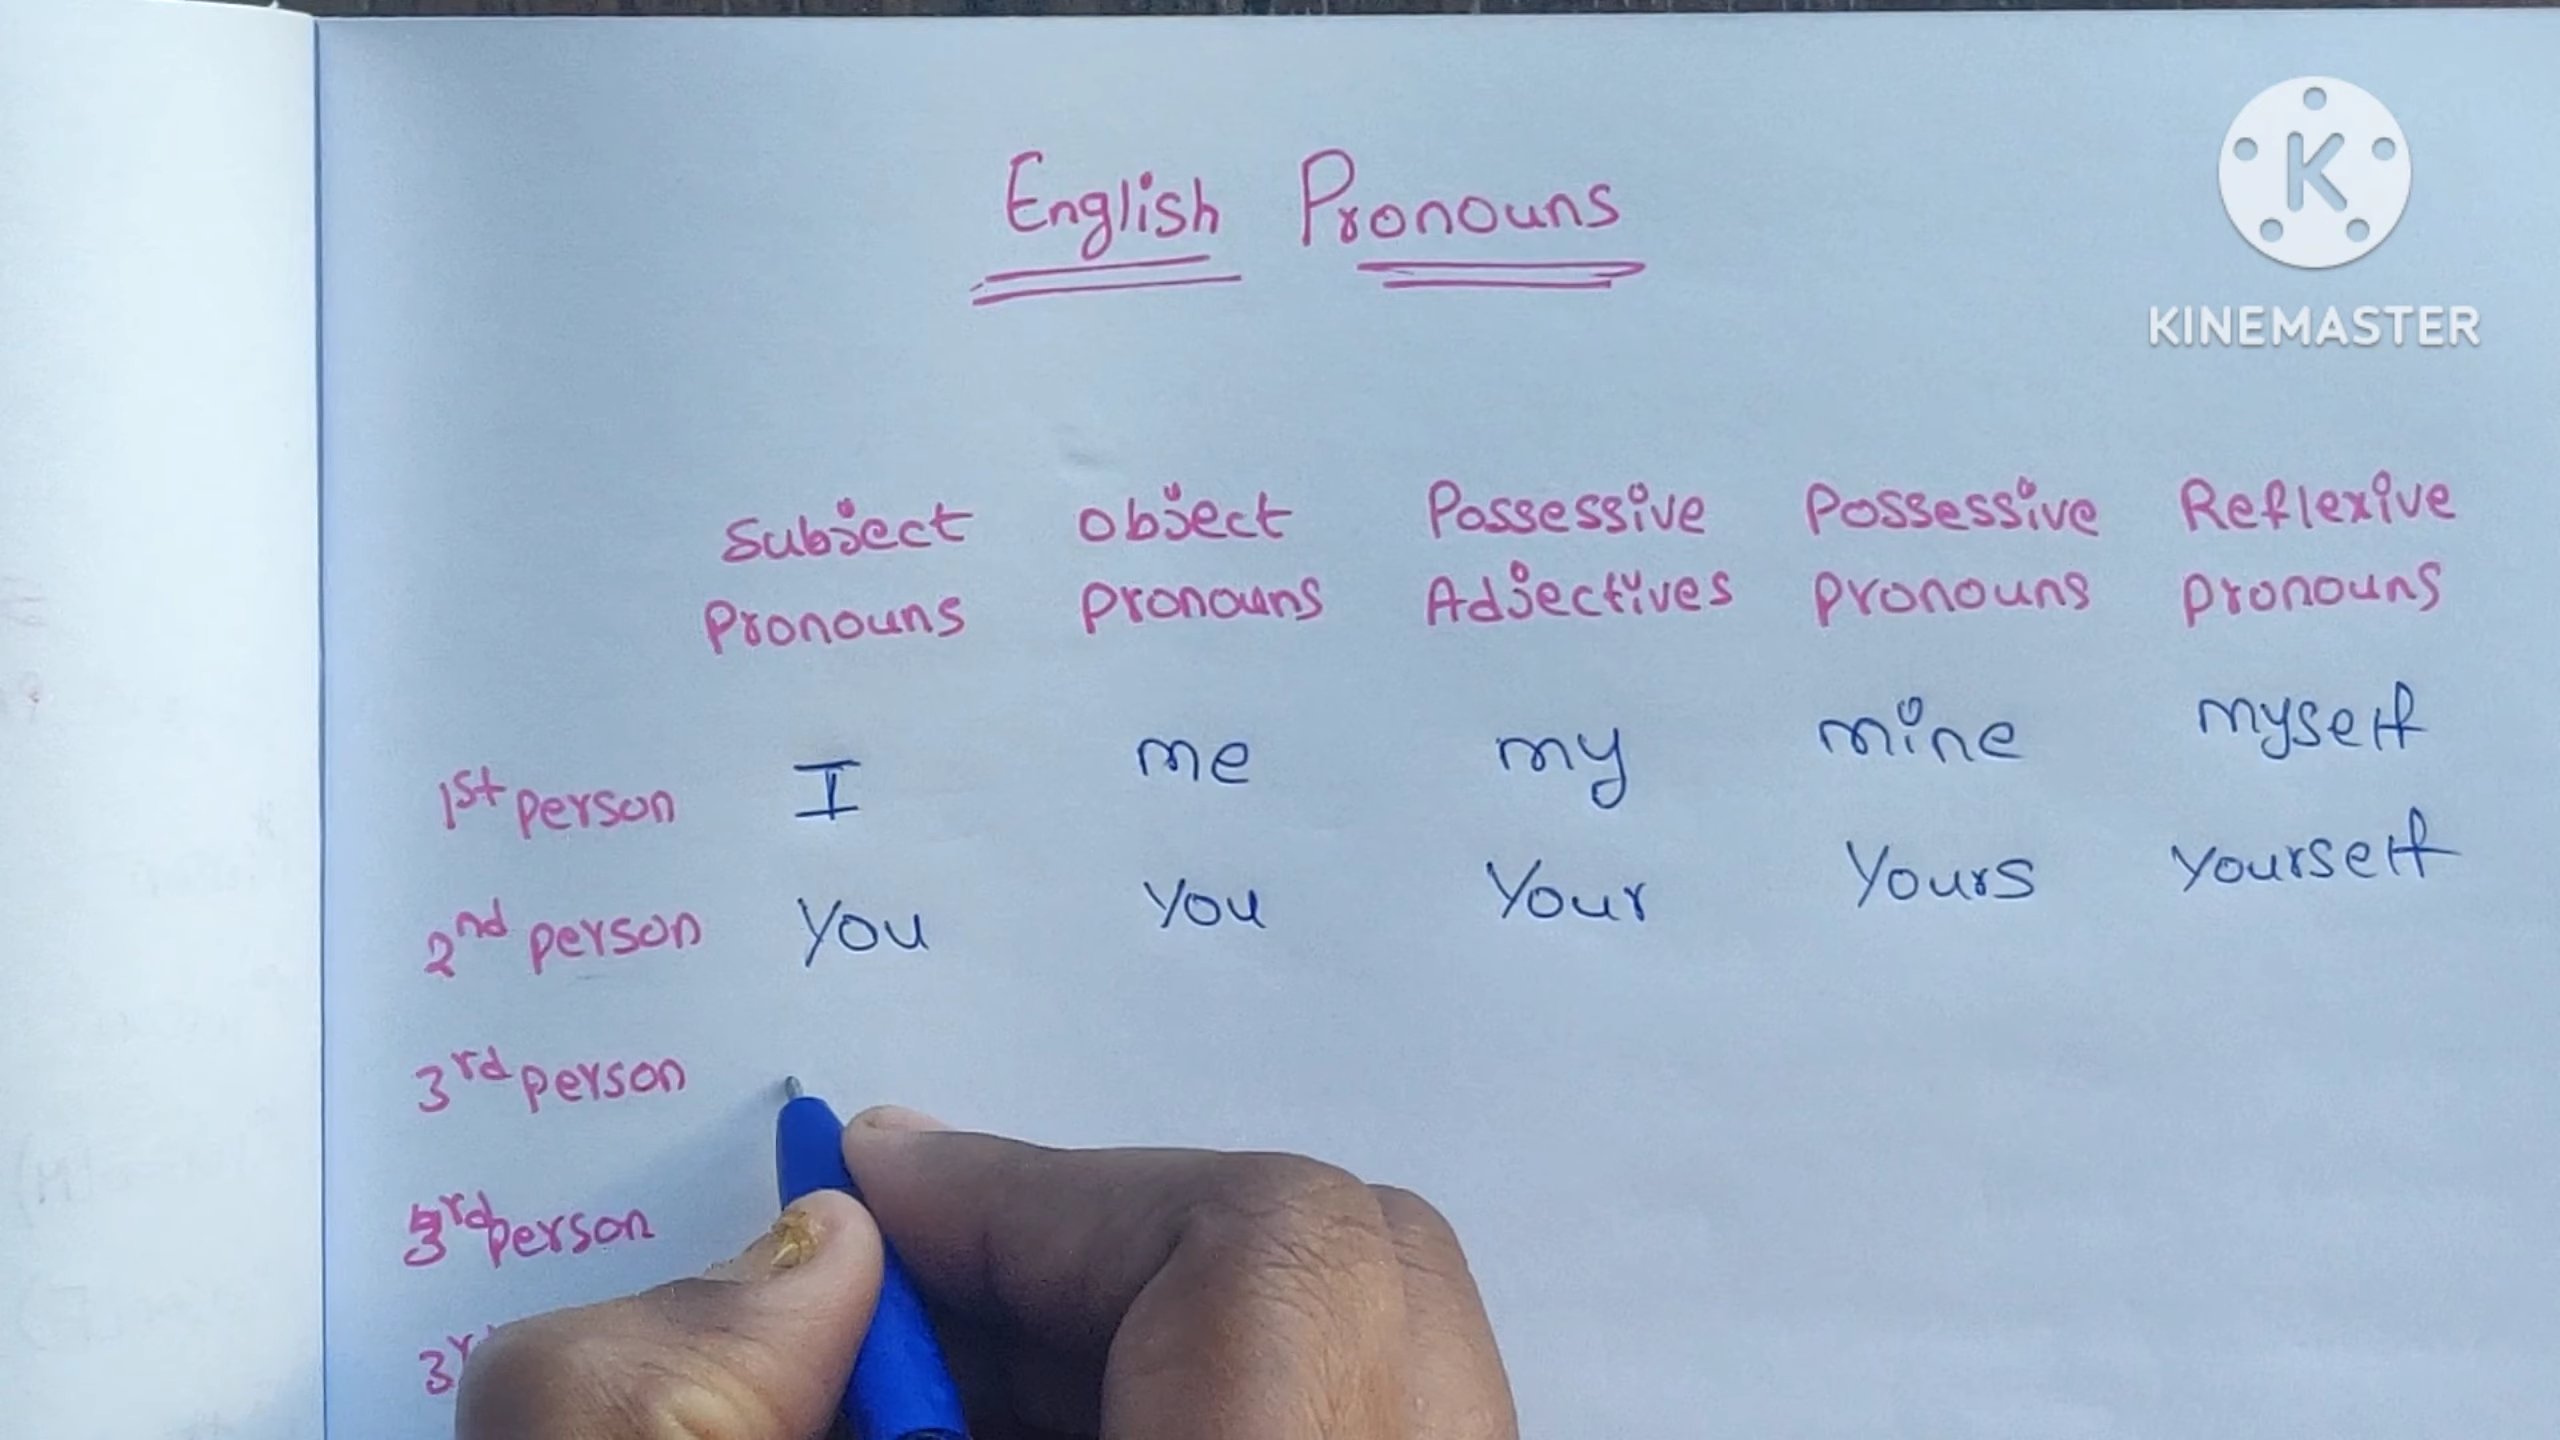 English Pronouns
KINEMASTER
Subject Object Possessive Possessive Reflexive
Pronouns Pronouns Adjectives Pronouns Pronouns
1st person I me my mine myself
2nd person You You Your Yours Yourself
3rd person
3rd person